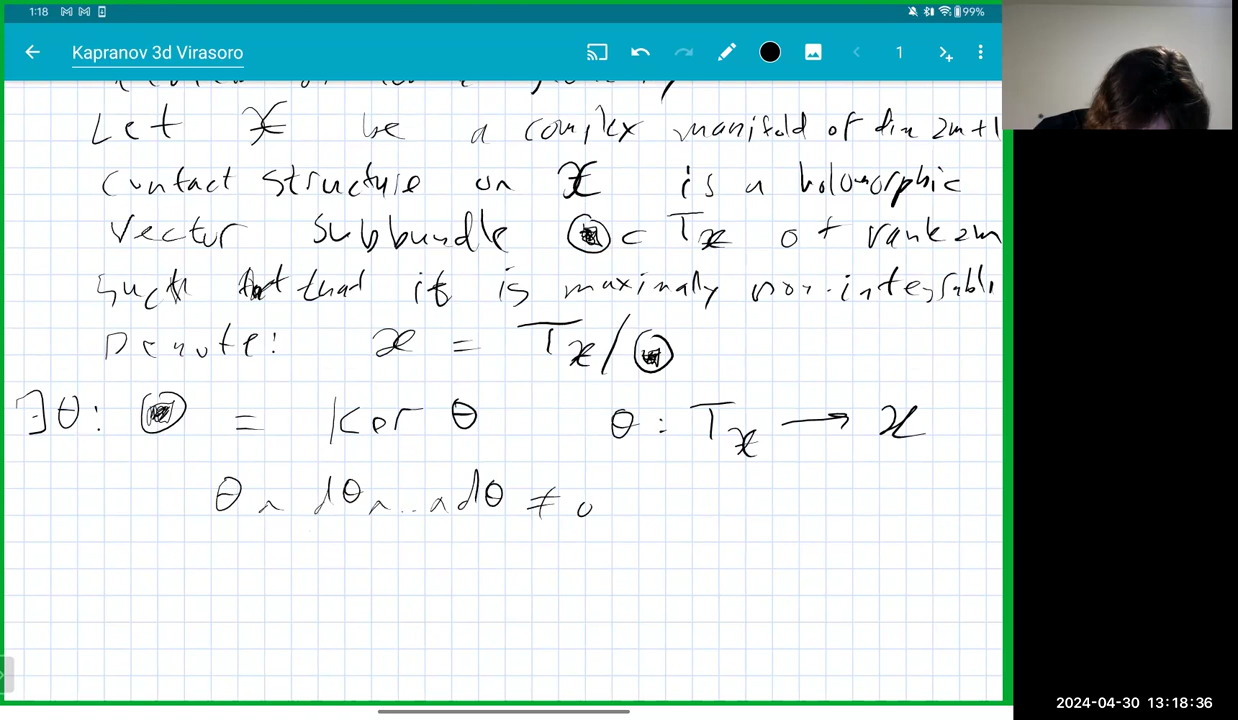 1:18
99%
Kapranov 3d Virasoro
1
Let 𝒳 be a complex manifold of dim 2m+1
contact structure on 𝒳 is a holomorphic
vector subbundle ⊂ T𝒳 of rank 2m
such that it is maximally non-integrabl
Denote: = T𝒳 /
∃θ: = ker θ θ : T𝒳 →
θ ∧ dθ ∧ .. ∧ dθ ≠ 0
2024-04-30 13:18:36